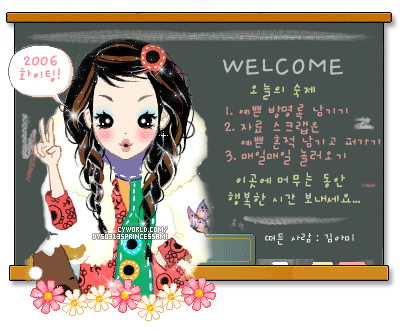 2006
화이팅!
WELCOME
오늘의 숙제
1. 예쁜 방명록 남기기
2. 자료 스크랩은
예쁜 흔적 남기고 퍼가기
3. 매일매일 놀러오기
이곳에 머무는 동안
행복한 시간 보내세요...
떠든 사람 : 김아미
CYWORLD.COM/